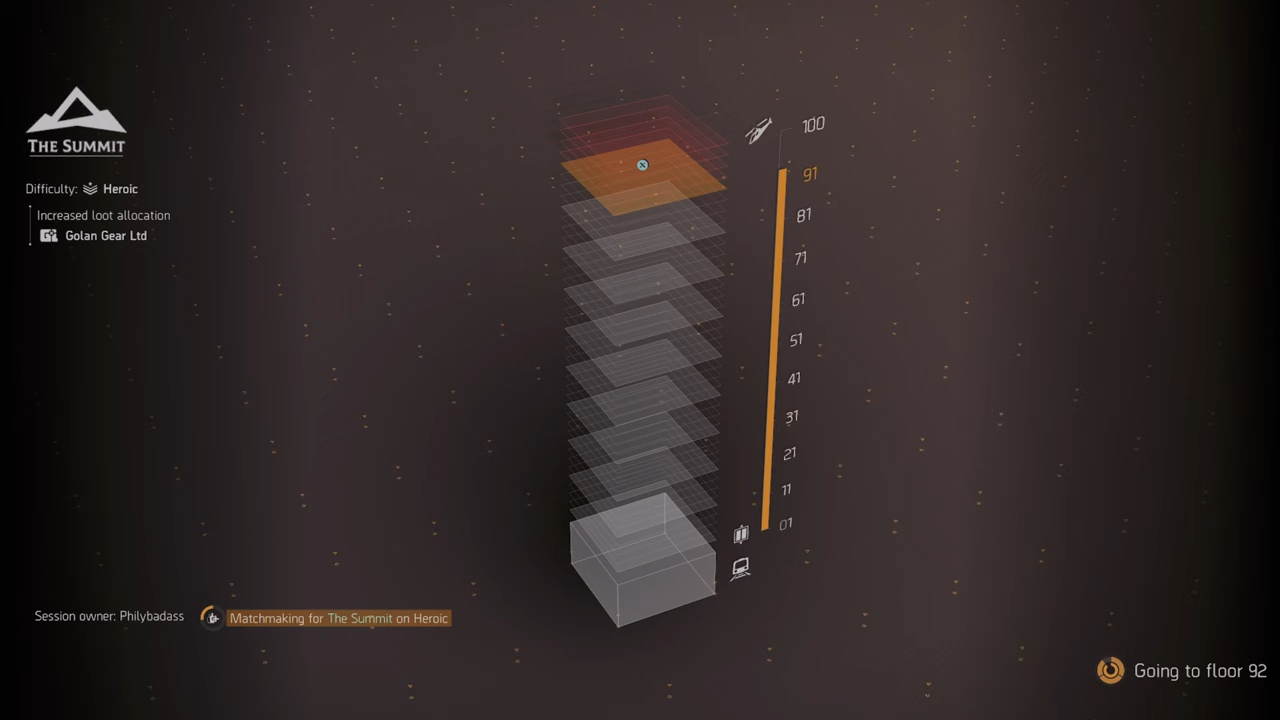 THE SUMMIT
Difficulty: Heroic
Increased loot allocation
Golan Gear Ltd
100
91
81
71
61
51
41
31
21
11
01
Session owner: Philybadass
Matchmaking for The Summit on Heroic
Going to floor 92